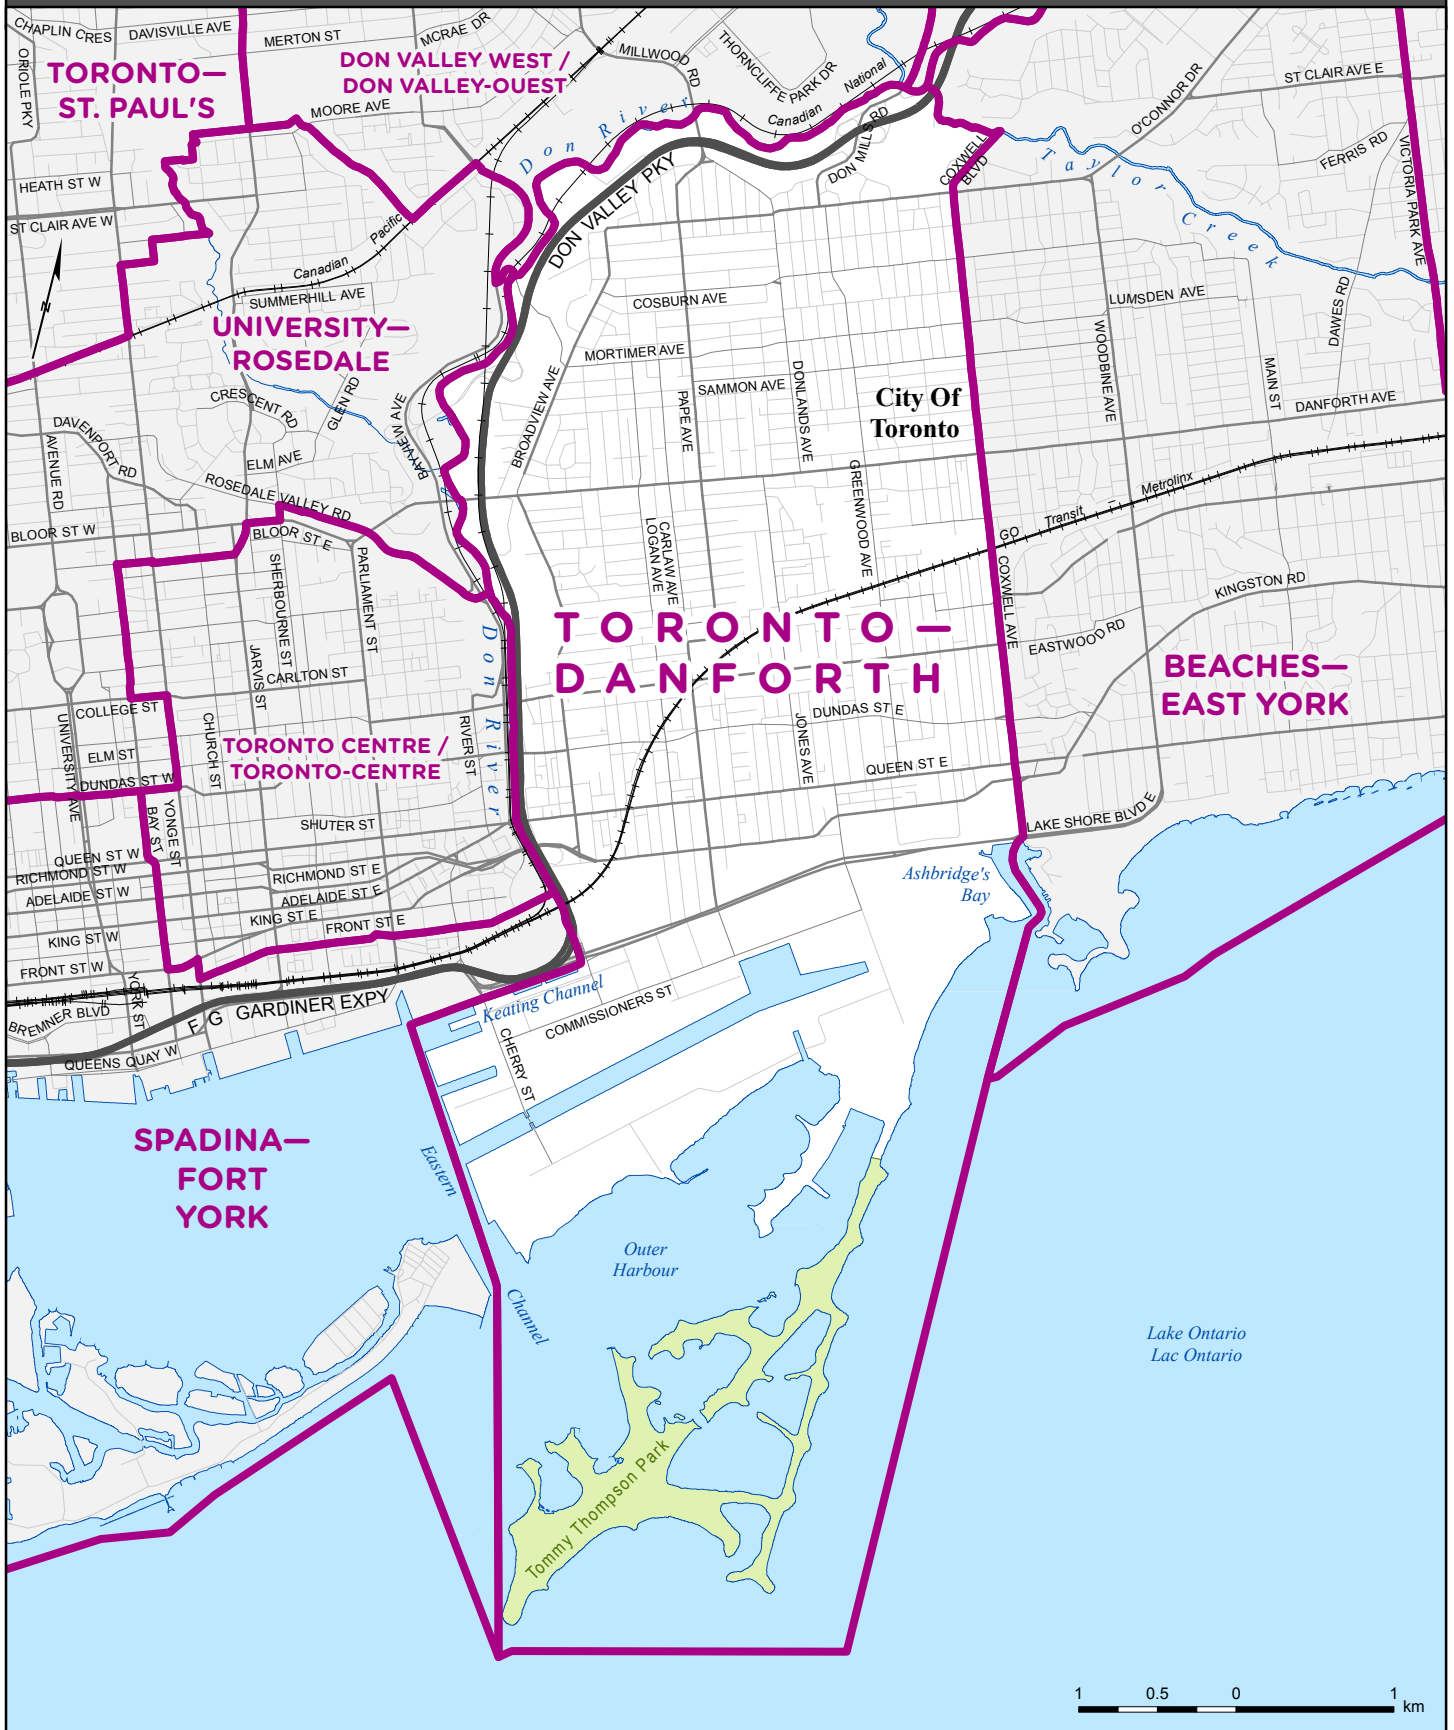 CHAPLIN CRES
DAVISVILLE AVE
MERTON ST
MCRAE DR
MILLWOOD RD
THORNCLIFFE PARK DR
ORIOLE PKY
TORONTO—
ST. PAUL'S
DON VALLEY WEST /
DON VALLEY-OUEST
MOORE AVE
Don River
Canadian National
DON MILLS RD
O'CONNOR DR
ST CLAIR AVE E
FERRIS RD
VICTORIA PARK AVE
COXWELL
BLVD
Taylor Creek
HEATH ST W
ST CLAIR AVE W
N
Canadian Pacific
SUMMERHILL AVE
DON VALLEY PKY
UNIVERSITY—
ROSEDALE
COSBURN AVE
LUMSDEN AVE
DAWES RD
MORTIMER AVE
SAMMON AVE
DONLANDS AVE
WOODBINE AVE
MAIN ST
DANFORTH AVE
City Of
Toronto
CRESCENT RD
GLEN RD
BAYVIEW AVE
BROADVIEW AVE
PAPE AVE
DAVENPORT RD
AVENUE RD
ELM AVE
ROSEDALE VALLEY RD
GREENWOOD AVE
GO Transit Metrolinx
BLOOR ST W
BLOOR ST E
SHERBOURNE ST
PARLIAMENT ST
CARLAW AVE
LOGAN AVE
COXWELL AVE
KINGSTON RD
EASTWOOD RD
TORONTO—
DANFORTH
BEACHES—
EAST YORK
Don River
JARVIS ST
CARLTON ST
COLLEGE ST
UNIVERSITY AVE
CHURCH ST
RIVER ST
ELM ST
TORONTO CENTRE /
TORONTO-CENTRE
DUNDAS ST E
JONES AVE
QUEEN ST E
DUNDAS ST W
BAY ST
YONGE ST
SHUTER ST
LAKE SHORE BLVD E
QUEEN ST W
RICHMOND ST W
RICHMOND ST E
ADELAIDE ST W
ADELAIDE ST E
KING ST E
FRONT ST E
KING ST W
FRONT ST W
YORK ST
Ashbridge's
Bay
BREMNER BLVD
F G GARDINER EXPY
QUEENS QUAY W
Keating Channel
COMMISSIONERS ST
CHERRY ST
SPADINA—
FORT
YORK
Eastern Channel
Outer
Harbour
Lake Ontario
Lac Ontario
Tommy Thompson Park
1 0.5 0 1 km